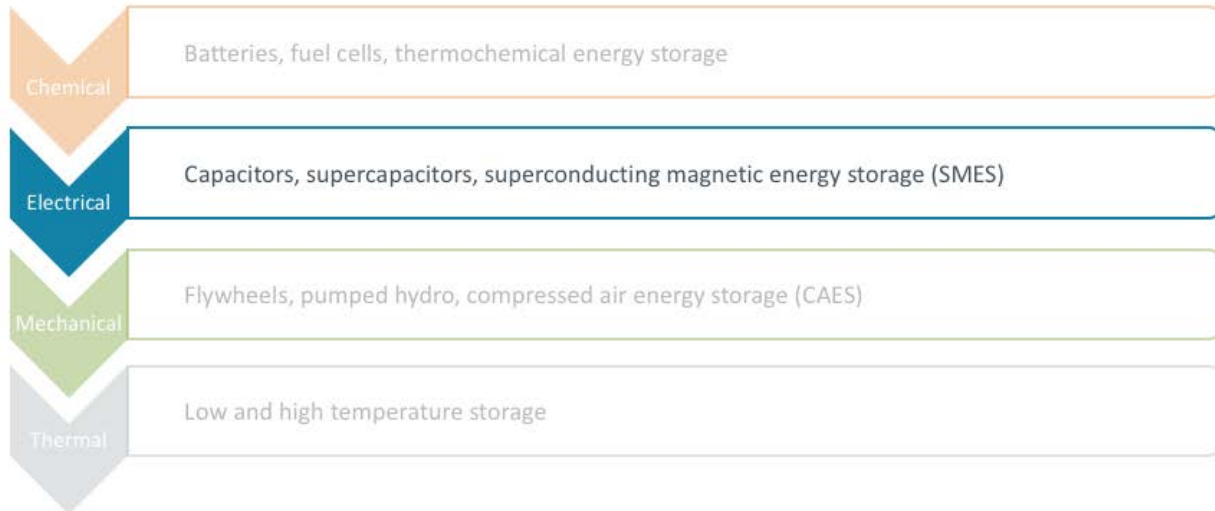 Chemical
Batteries, fuel cells, thermochemical energy storage
Electrical
Capacitors, supercapacitors, superconducting magnetic energy storage (SMES)
Mechanical
Flywheels, pumped hydro, compressed air energy storage (CAES)
Thermal
Low and high temperature storage